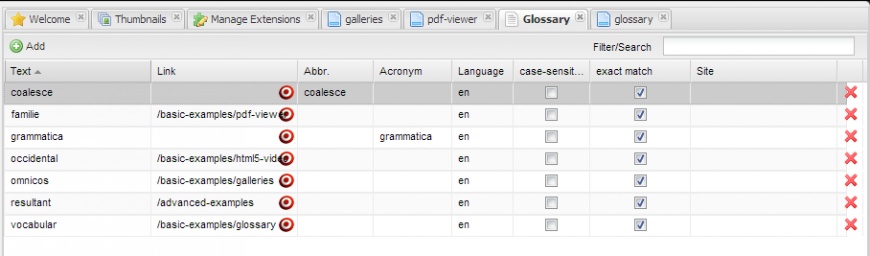 Welcome Thumbnails Manage Extensions galleries pdf-viewer Glossary glossary
Add Filter/Search
Text Link Abbr. Acronym Language case-sensit... exact match Site
coalesce coalesce en
familie /basic-examples/pdf-viewer en
grammatica grammatica en
occidental /basic-examples/html5-video en
omnicos /basic-examples/galleries en
resultant /advanced-examples en
vocabular /basic-examples/glossary en